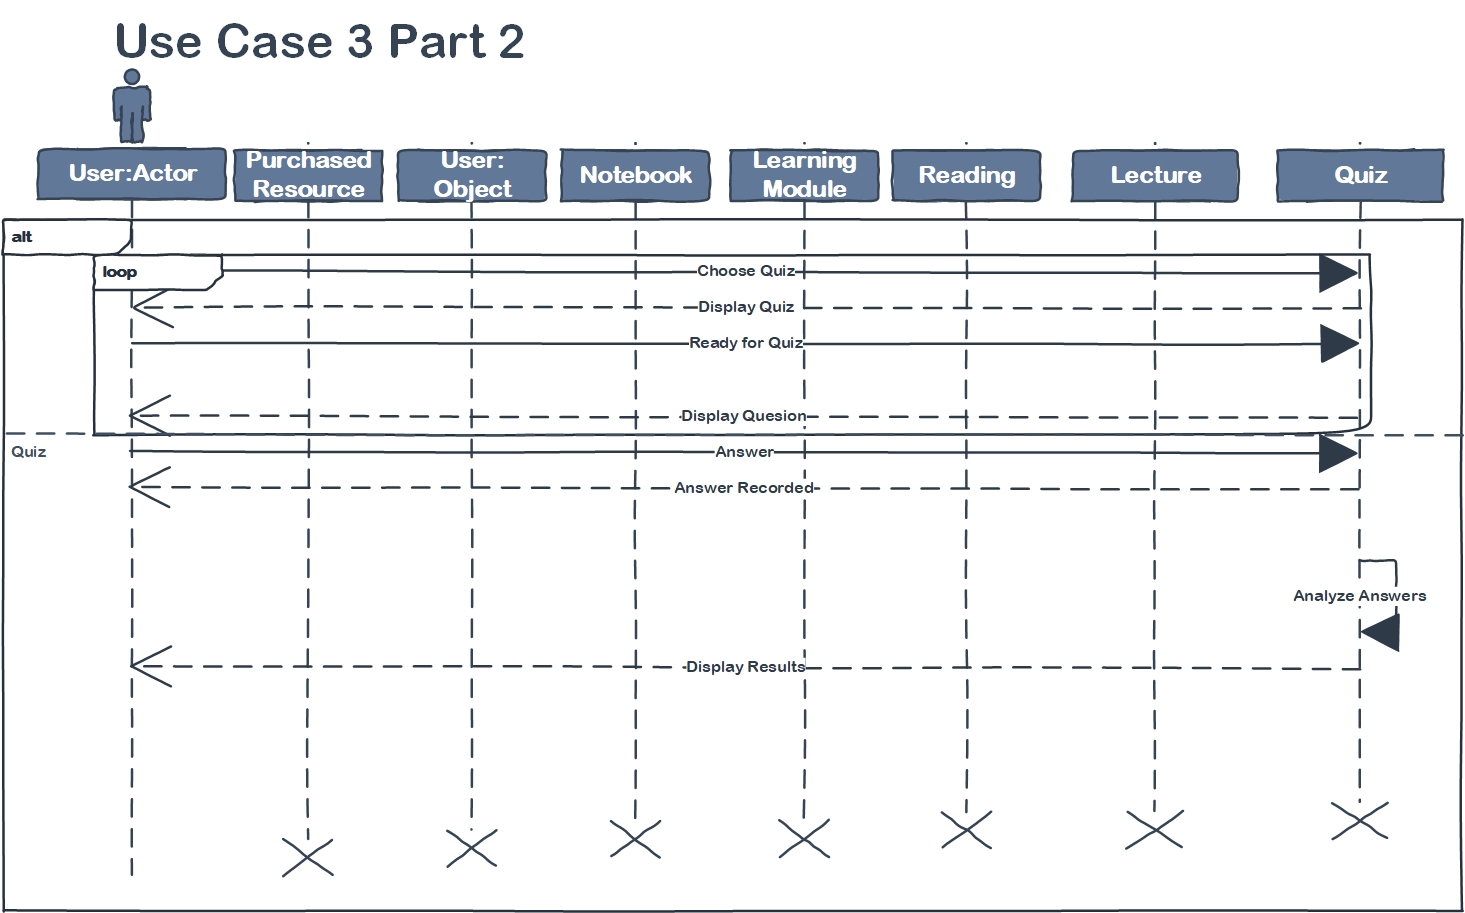 Use Case 3 Part 2
User:Actor
Purchased
Resource
User:
Object
Notebook
Learning
Module
Reading
Lecture
Quiz
alt
loop
Choose Quiz
Display Quiz
Ready for Quiz
Display Quesion
Quiz
Answer
Answer Recorded
Analyze Answers
Display Results